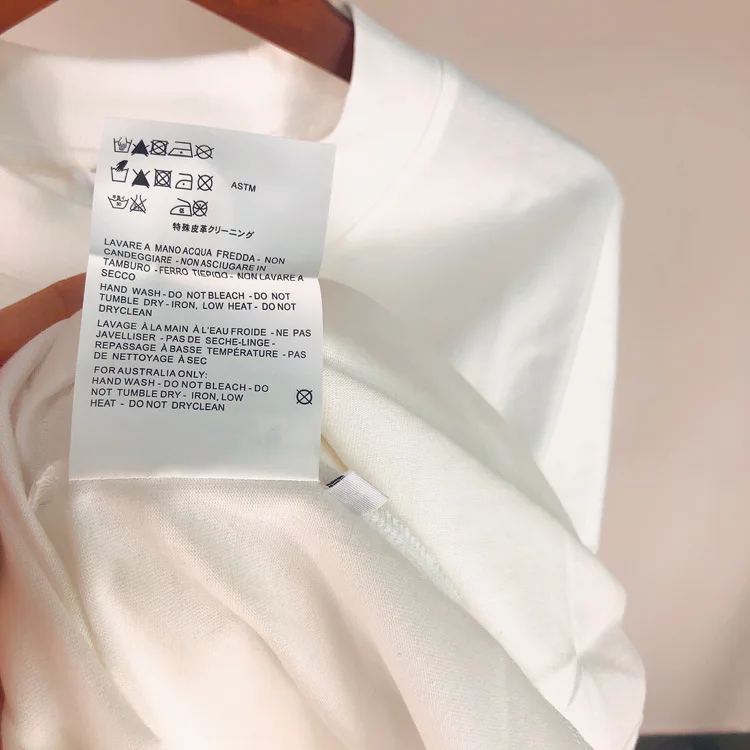 ASTM
特殊皮革クリーニング
LAVARE A MANO ACQUA FREDDA - NON
CANDEGGIARE - NON ASCIUGARE IN
TAMBURO - FERRO TIEPIDO - NON LAVARE A
SECCO
HAND WASH - DO NOT BLEACH - DO NOT
TUMBLE DRY - IRON, LOW HEAT - DO NOT
DRYCLEAN
LAVAGE À LA MAIN À L'EAU FROIDE - NE PAS
JAVELLISER - PAS DE SECHE-LINGE -
REPASSAGE À BASSE TEMPÉRATURE - PAS
DE NETTOYAGE À SEC
FOR AUSTRALIA ONLY:
HAND WASH - DO NOT BLEACH - DO
NOT TUMBLE DRY - IRON, LOW
HEAT - DO NOT DRYCLEAN